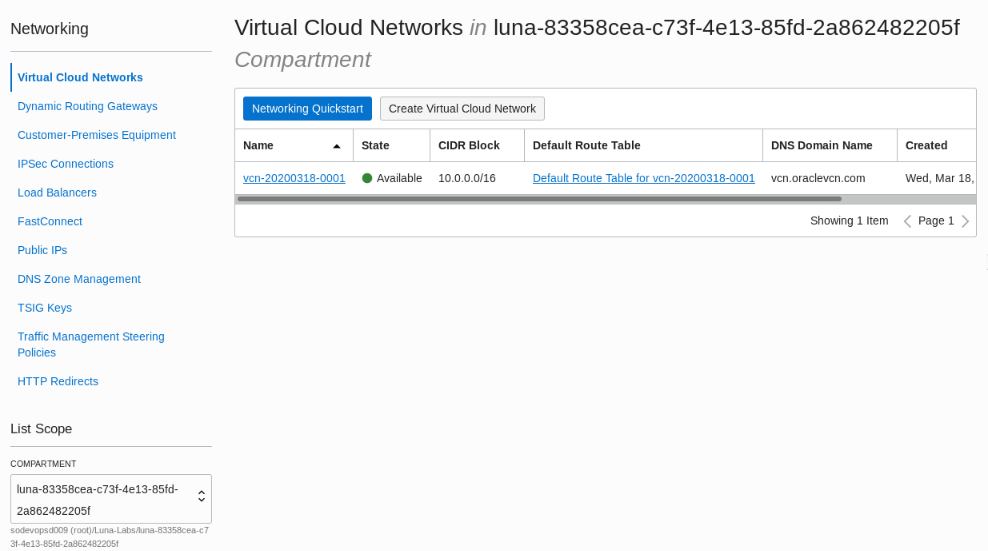 Networking
Virtual Cloud Networks
Dynamic Routing Gateways
Customer-Premises Equipment
IPSec Connections
Load Balancers
FastConnect
Public IPs
DNS Zone Management
TSIG Keys
Traffic Management Steering
Policies
HTTP Redirects
List Scope
COMPARTMENT
luna-83358cea-c73f-4e13-85fd-
2a862482205f
sodevopsd009 (root)/Luna-Labs/luna-83358cea-c7
3f-4e13-85fd-2a862482205f
Virtual Cloud Networks in luna-83358cea-c73f-4e13-85fd-2a862482205f
Compartment
Networking Quickstart Create Virtual Cloud Network
Name State CIDR Block Default Route Table DNS Domain Name Created
vcn-20200318-0001 Available 10.0.0.0/16 Default Route Table for vcn-20200318-0001 vcn.oraclevcn.com Wed, Mar 18,
Showing 1 Item Page 1